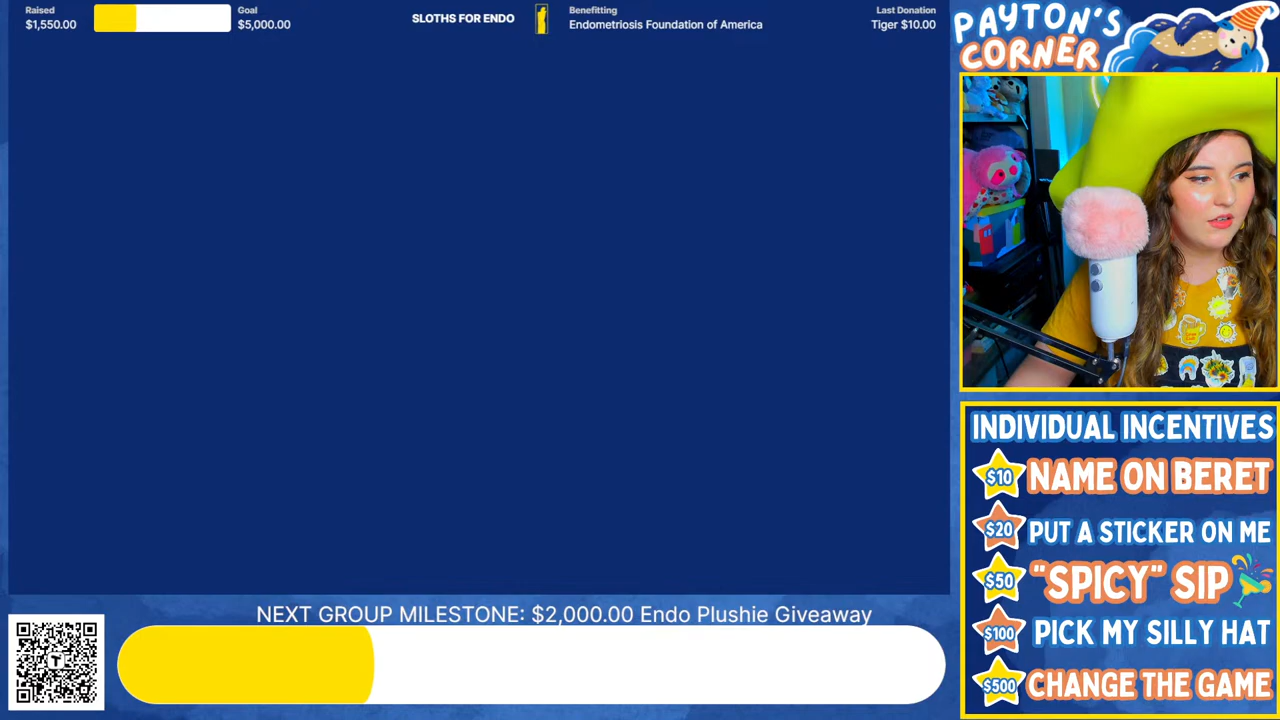 Raised
$1,550.00
Goal
$5,000.00
SLOTHS FOR ENDO
Benefitting
Endometriosis Foundation of America
Last Donation
Tiger $10.00
PAYTON'S
CORNER
INDIVIDUAL INCENTIVES
$10 NAME ON BERET
$20 PUT A STICKER ON ME
$50 "SPICY" SIP
$100 PICK MY SILLY HAT
$500 CHANGE THE GAME
NEXT GROUP MILESTONE: $2,000.00 Endo Plushie Giveaway
T